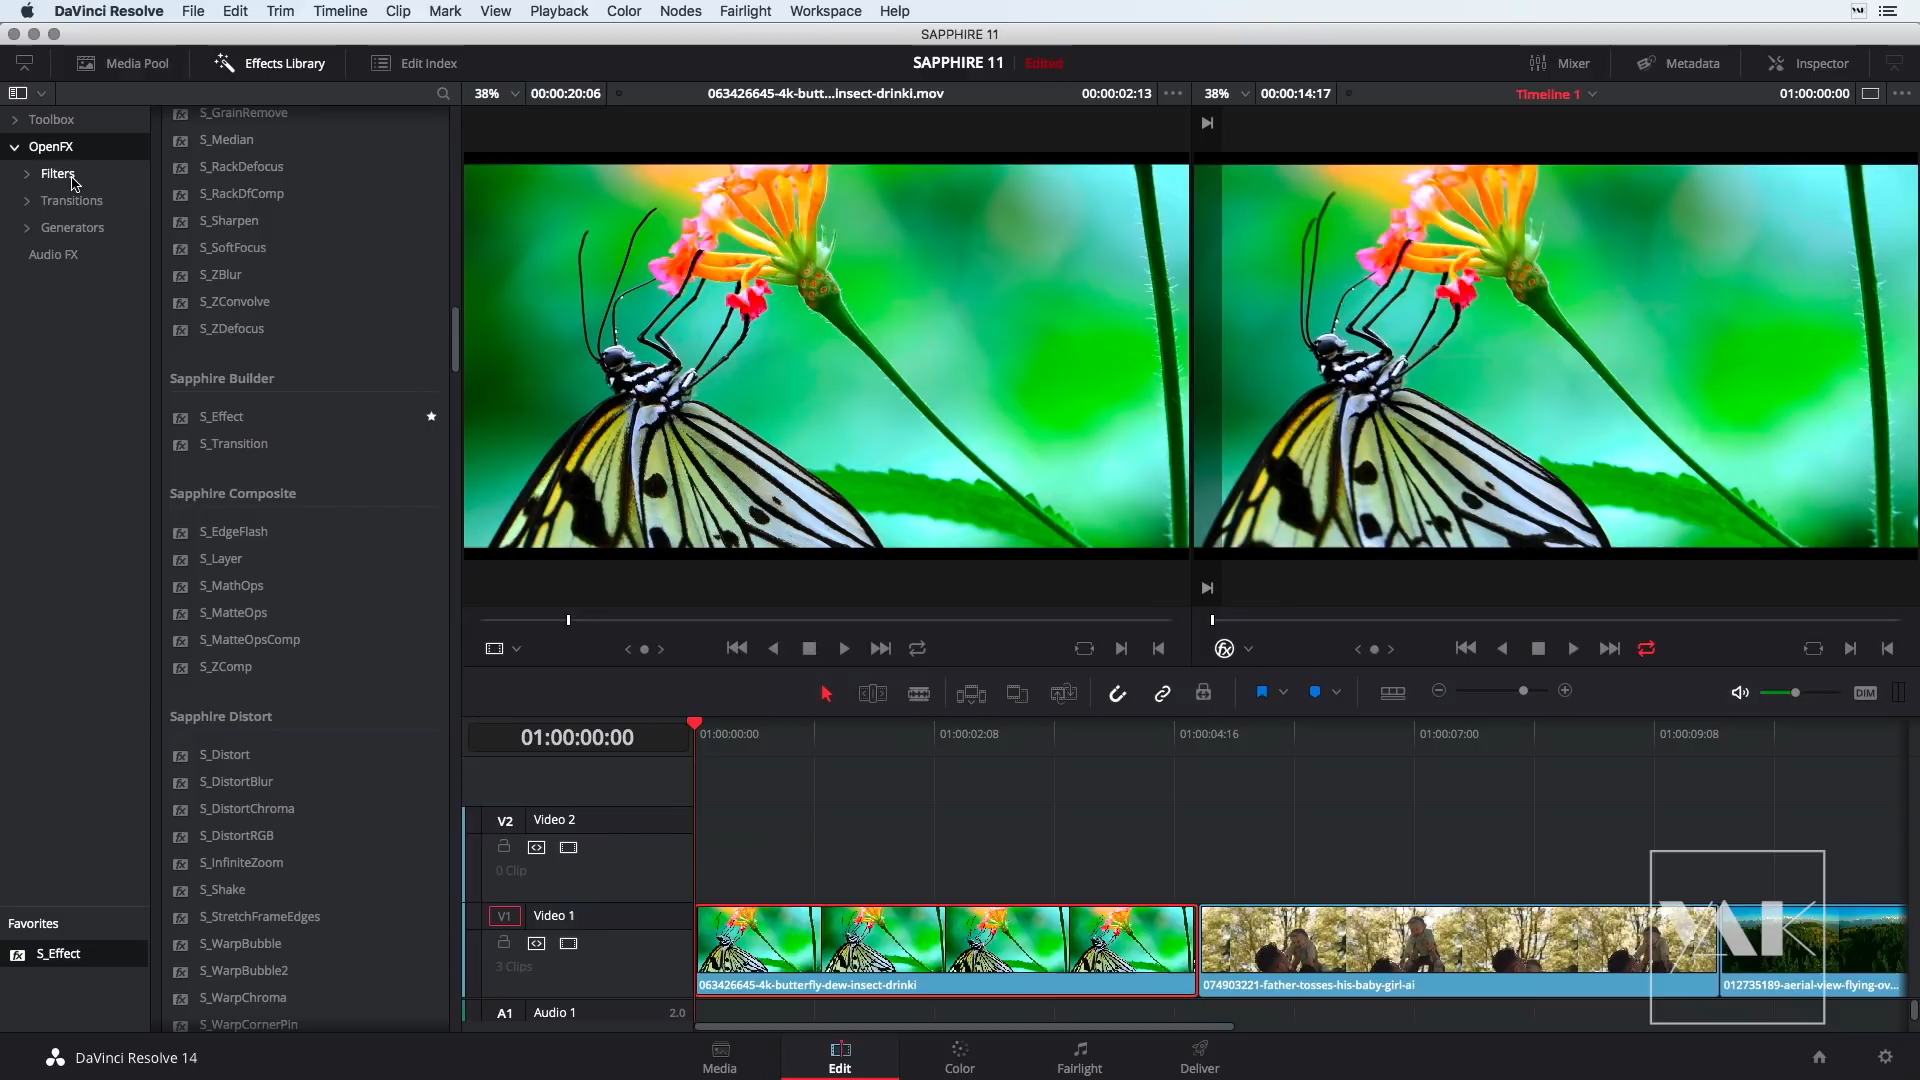 DaVinci Resolve File Edit Trim Timeline Clip Mark View Playback Color Nodes Fairlight Workspace Help
SAPPHIRE 11
Media Pool Effects Library Edit Index SAPPHIRE 11 Edited Mixer Metadata Inspector
38% 00:00:20:06 063426645-4k-butt...insect-drinki.mov 00:00:02:13 38% 00:00:14:17 Timeline 1 01:00:00:00
Toolbox
OpenFX
Filters
Transitions
Generators
Audio FX
S_GrainRemove
S_Median
S_RackDefocus
S_RackDfComp
S_Sharpen
S_SoftFocus
S_ZBlur
S_ZConvolve
S_ZDefocus
Sapphire Builder
S_Effect
S_Transition
Sapphire Composite
S_EdgeFlash
S_Layer
S_MathOps
S_MatteOps
S_MatteOpsComp
S_ZComp
Sapphire Distort
S_Distort
S_DistortBlur
S_DistortChroma
S_DistortRGB
S_InfiniteZoom
S_Shake
S_StretchFrameEdges
S_WarpBubble
S_WarpBubble2
S_WarpChroma
S_WarpCornerPin
Favorites
fx S_Effect
fx
DIM
01:00:00:00
01:00:00:00 01:00:02:08 01:00:04:16 01:00:07:00 01:00:09:08
V2 Video 2
0 Clip
V1 Video 1
3 Clips
063426645-4k-butterfly-dew-insect-drinki
074903221-father-tosses-his-baby-girl-ai
012735189-aerial-view-flying-ov...
A1 Audio 1 2.0
DaVinci Resolve 14
Media Edit Color Fairlight Deliver